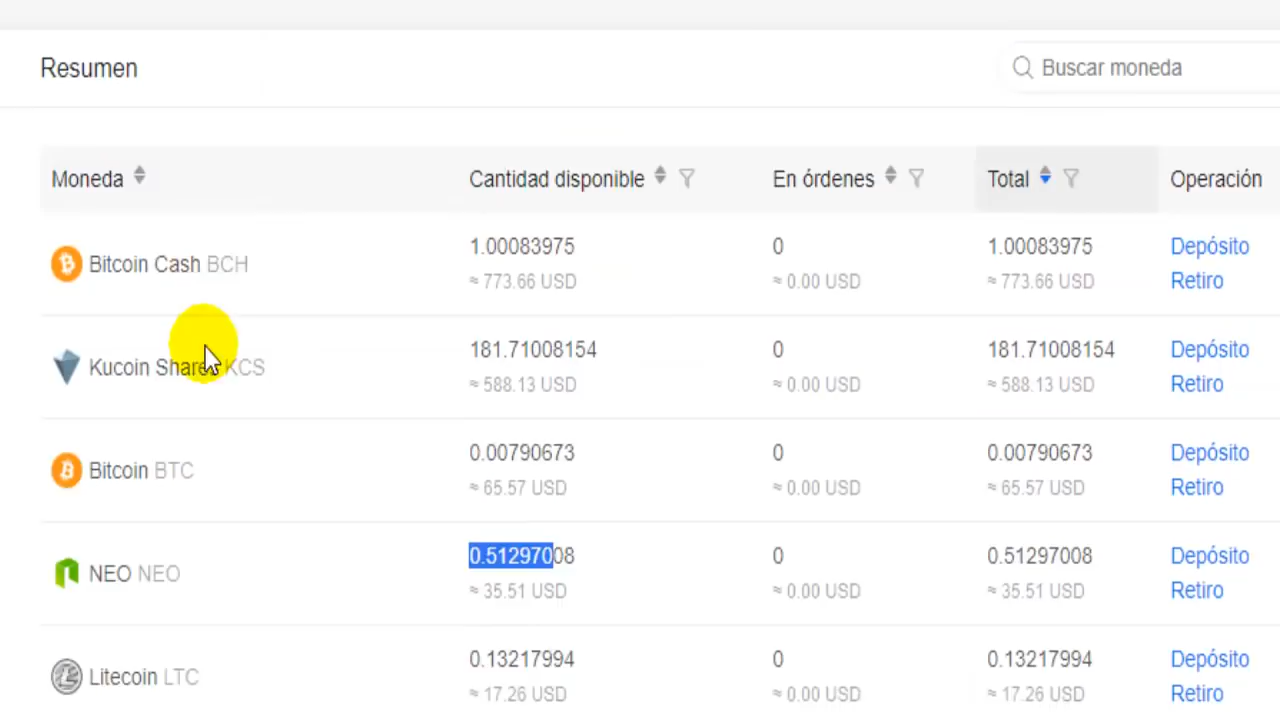 Resumen
Buscar moneda
Moneda Cantidad disponible En órdenes Total Operación
Bitcoin Cash BCH
1.00083975 0 1.00083975 Depósito
≈ 773.66 USD ≈ 0.00 USD ≈ 773.66 USD Retiro
Kucoin Shares KCS
181.71008154 0 181.71008154 Depósito
≈ 588.13 USD ≈ 0.00 USD ≈ 588.13 USD Retiro
Bitcoin BTC
0.00790673 0 0.00790673 Depósito
≈ 65.57 USD ≈ 0.00 USD ≈ 65.57 USD Retiro
NEO NEO
0.51297008 0 0.51297008 Depósito
≈ 35.51 USD ≈ 0.00 USD ≈ 35.51 USD Retiro
Litecoin LTC
0.13217994 0 0.13217994 Depósito
≈ 17.26 USD ≈ 0.00 USD ≈ 17.26 USD Retiro